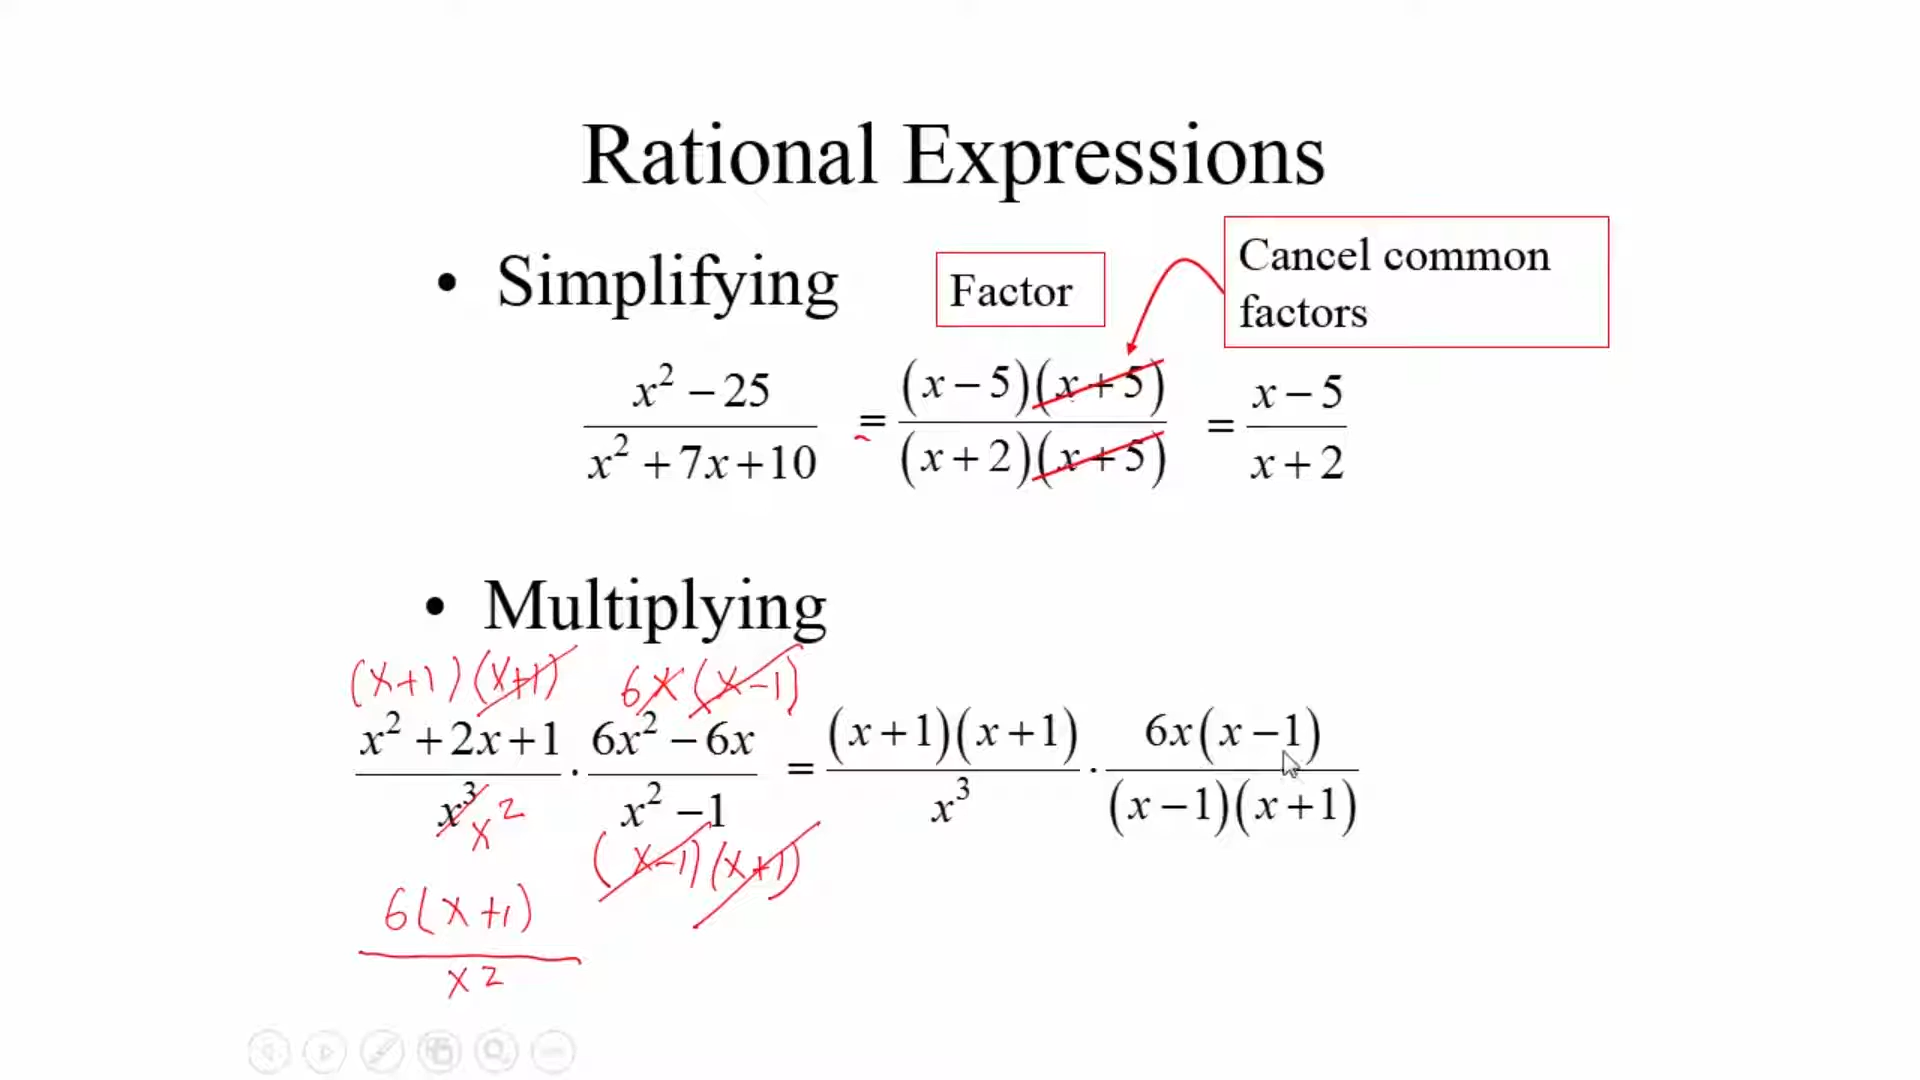 Rational Expressions
• Simplifying
Factor
Cancel common
factors
x² − 25 / x² + 7x + 10 = (x − 5)(x + 5) / (x + 2)(x + 5) = x − 5 / x + 2
• Multiplying
(x+1)(x+1) 6x(x−1)
x² + 2x + 1 / x³ · 6x² − 6x / x² − 1 = (x + 1)(x + 1) / x³ · 6x(x − 1) / (x − 1)(x + 1)
x² (x−1)(x+1)
6(x+1)
x²